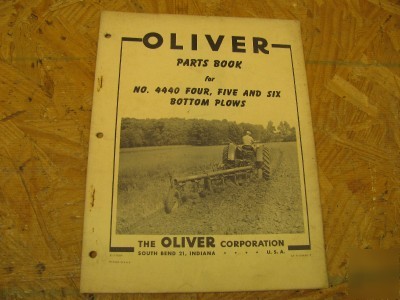 OLIVER
PARTS BOOK
for
NO. 4440 FOUR, FIVE AND SIX
BOTTOM PLOWS
THE OLIVER CORPORATION
SOUTH BEND 21, INDIANA • • • • U.S.A.